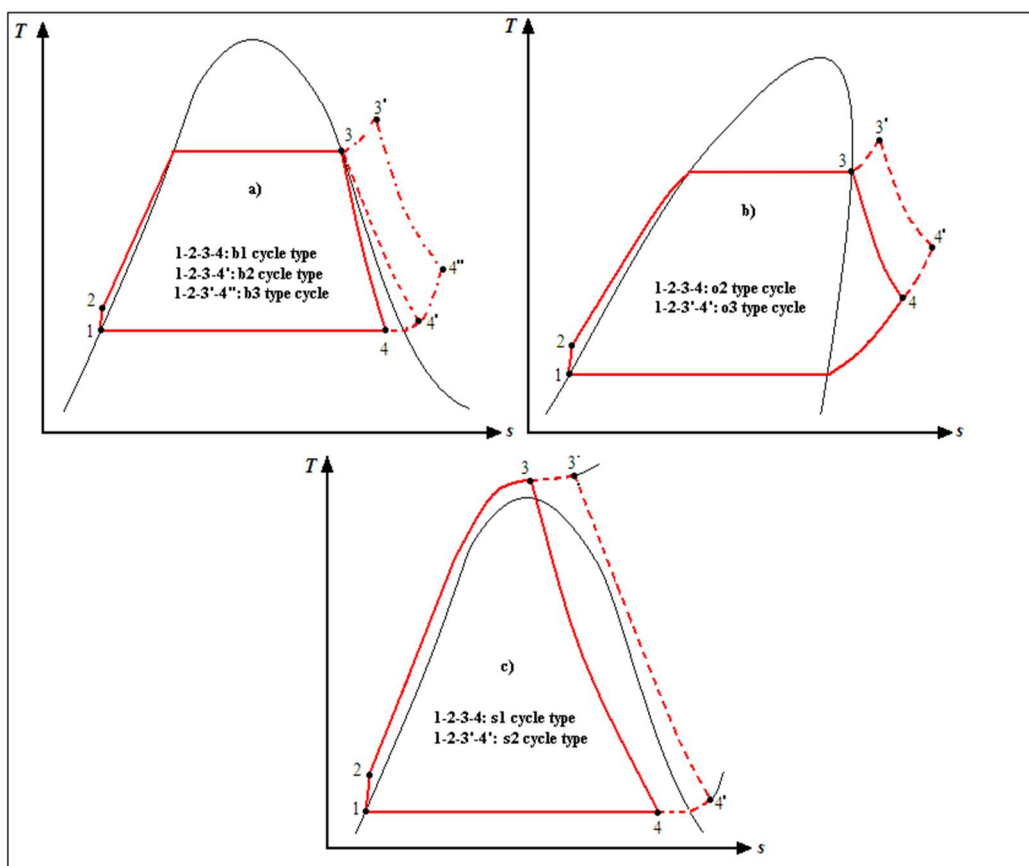 T
3'
3
a)
1-2-3-4: b1 cycle type
1-2-3-4': b2 cycle type
1-2-3'-4'': b3 type cycle
4''
2
1
4
4'
s
T
3'
3
b)
4'
1-2-3-4: o2 type cycle
1-2-3'-4': o3 type cycle
4
2
1
s
T
3
3'
c)
1-2-3-4: s1 cycle type
1-2-3'-4': s2 cycle type
2
1
4
4'
s